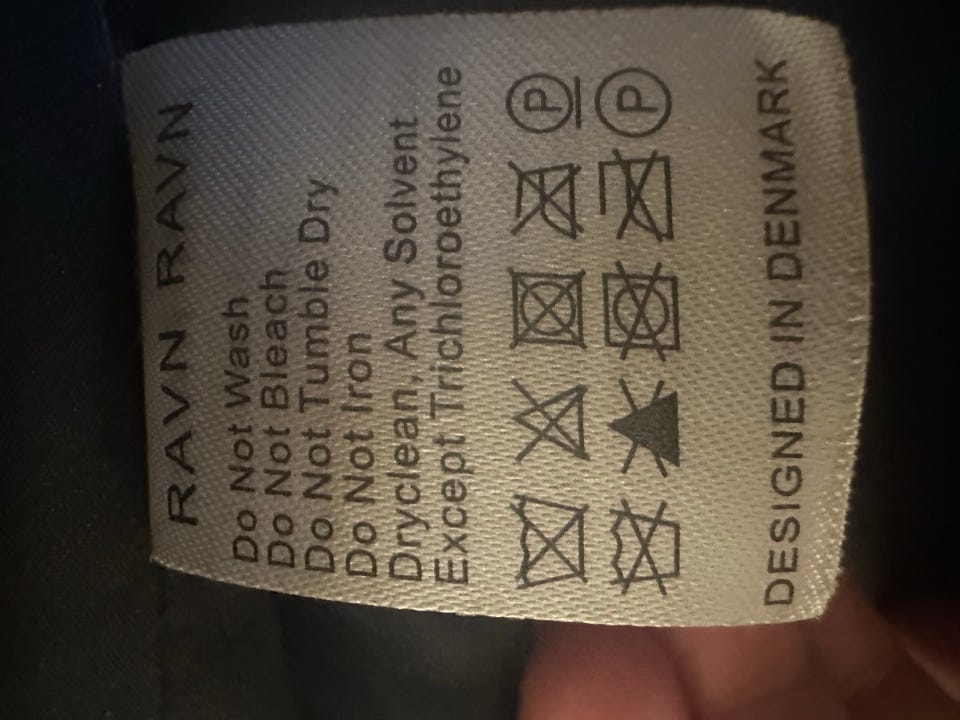 RAVN RAVN
Do Not Wash
Do Not Bleach
Do Not Tumble Dry
Do Not Iron
Dryclean, Any Solvent
Except Trichloroethylene
P
P
DESIGNED IN DENMARK